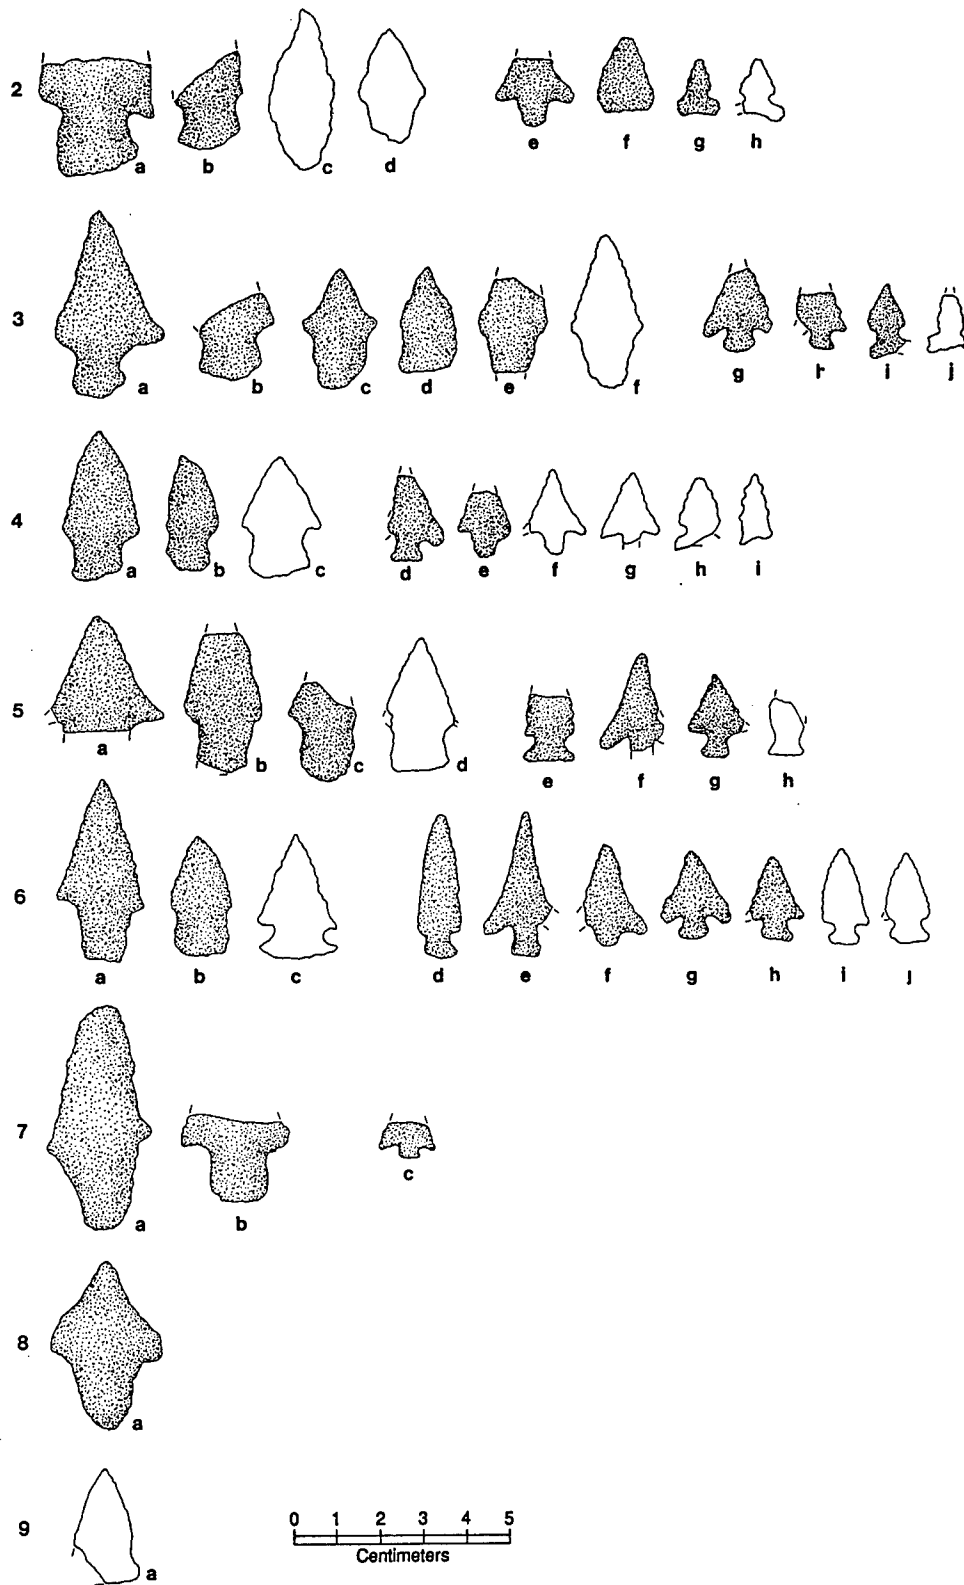 2 a b c d e f g h
3 a b c d e f g h i j
4 a b c d e f g h i
5 a b c d e f g h
6 a b c d e f g h i j
7 a b c
8 a
9 a
0 1 2 3 4 5
Centimeters